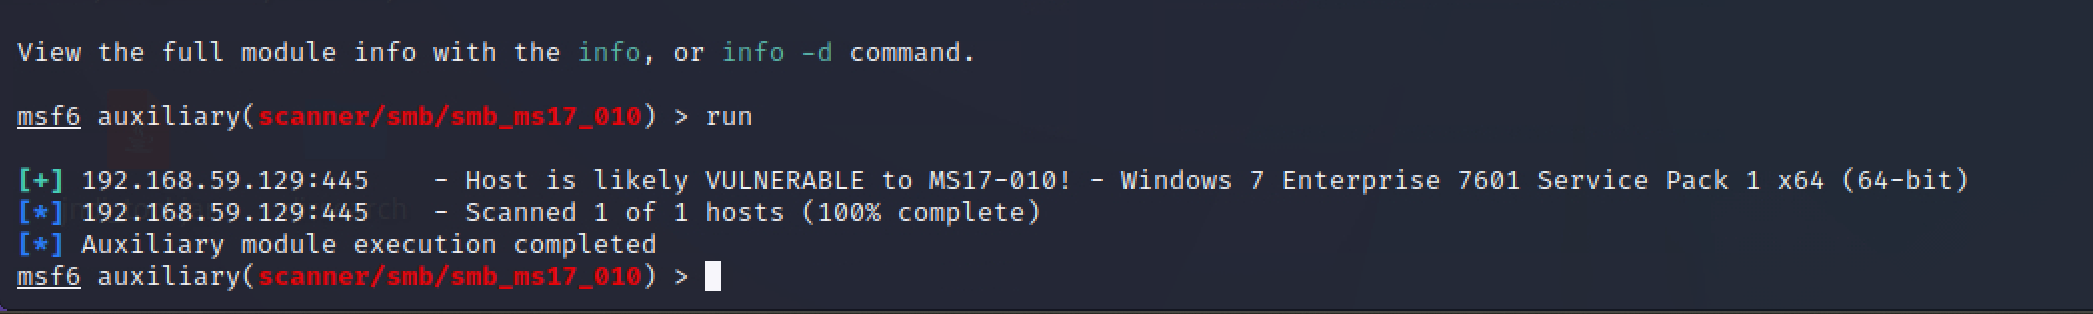 View the full module info with the info, or info -d command.
msf6 auxiliary(scanner/smb/smb_ms17_010) > run
[+] 192.168.59.129:445    - Host is likely VULNERABLE to MS17-010! - Windows 7 Enterprise 7601 Service Pack 1 x64 (64-bit)
[*] 192.168.59.129:445    - Scanned 1 of 1 hosts (100% complete)
[*] Auxiliary module execution completed
msf6 auxiliary(scanner/smb/smb_ms17_010) >